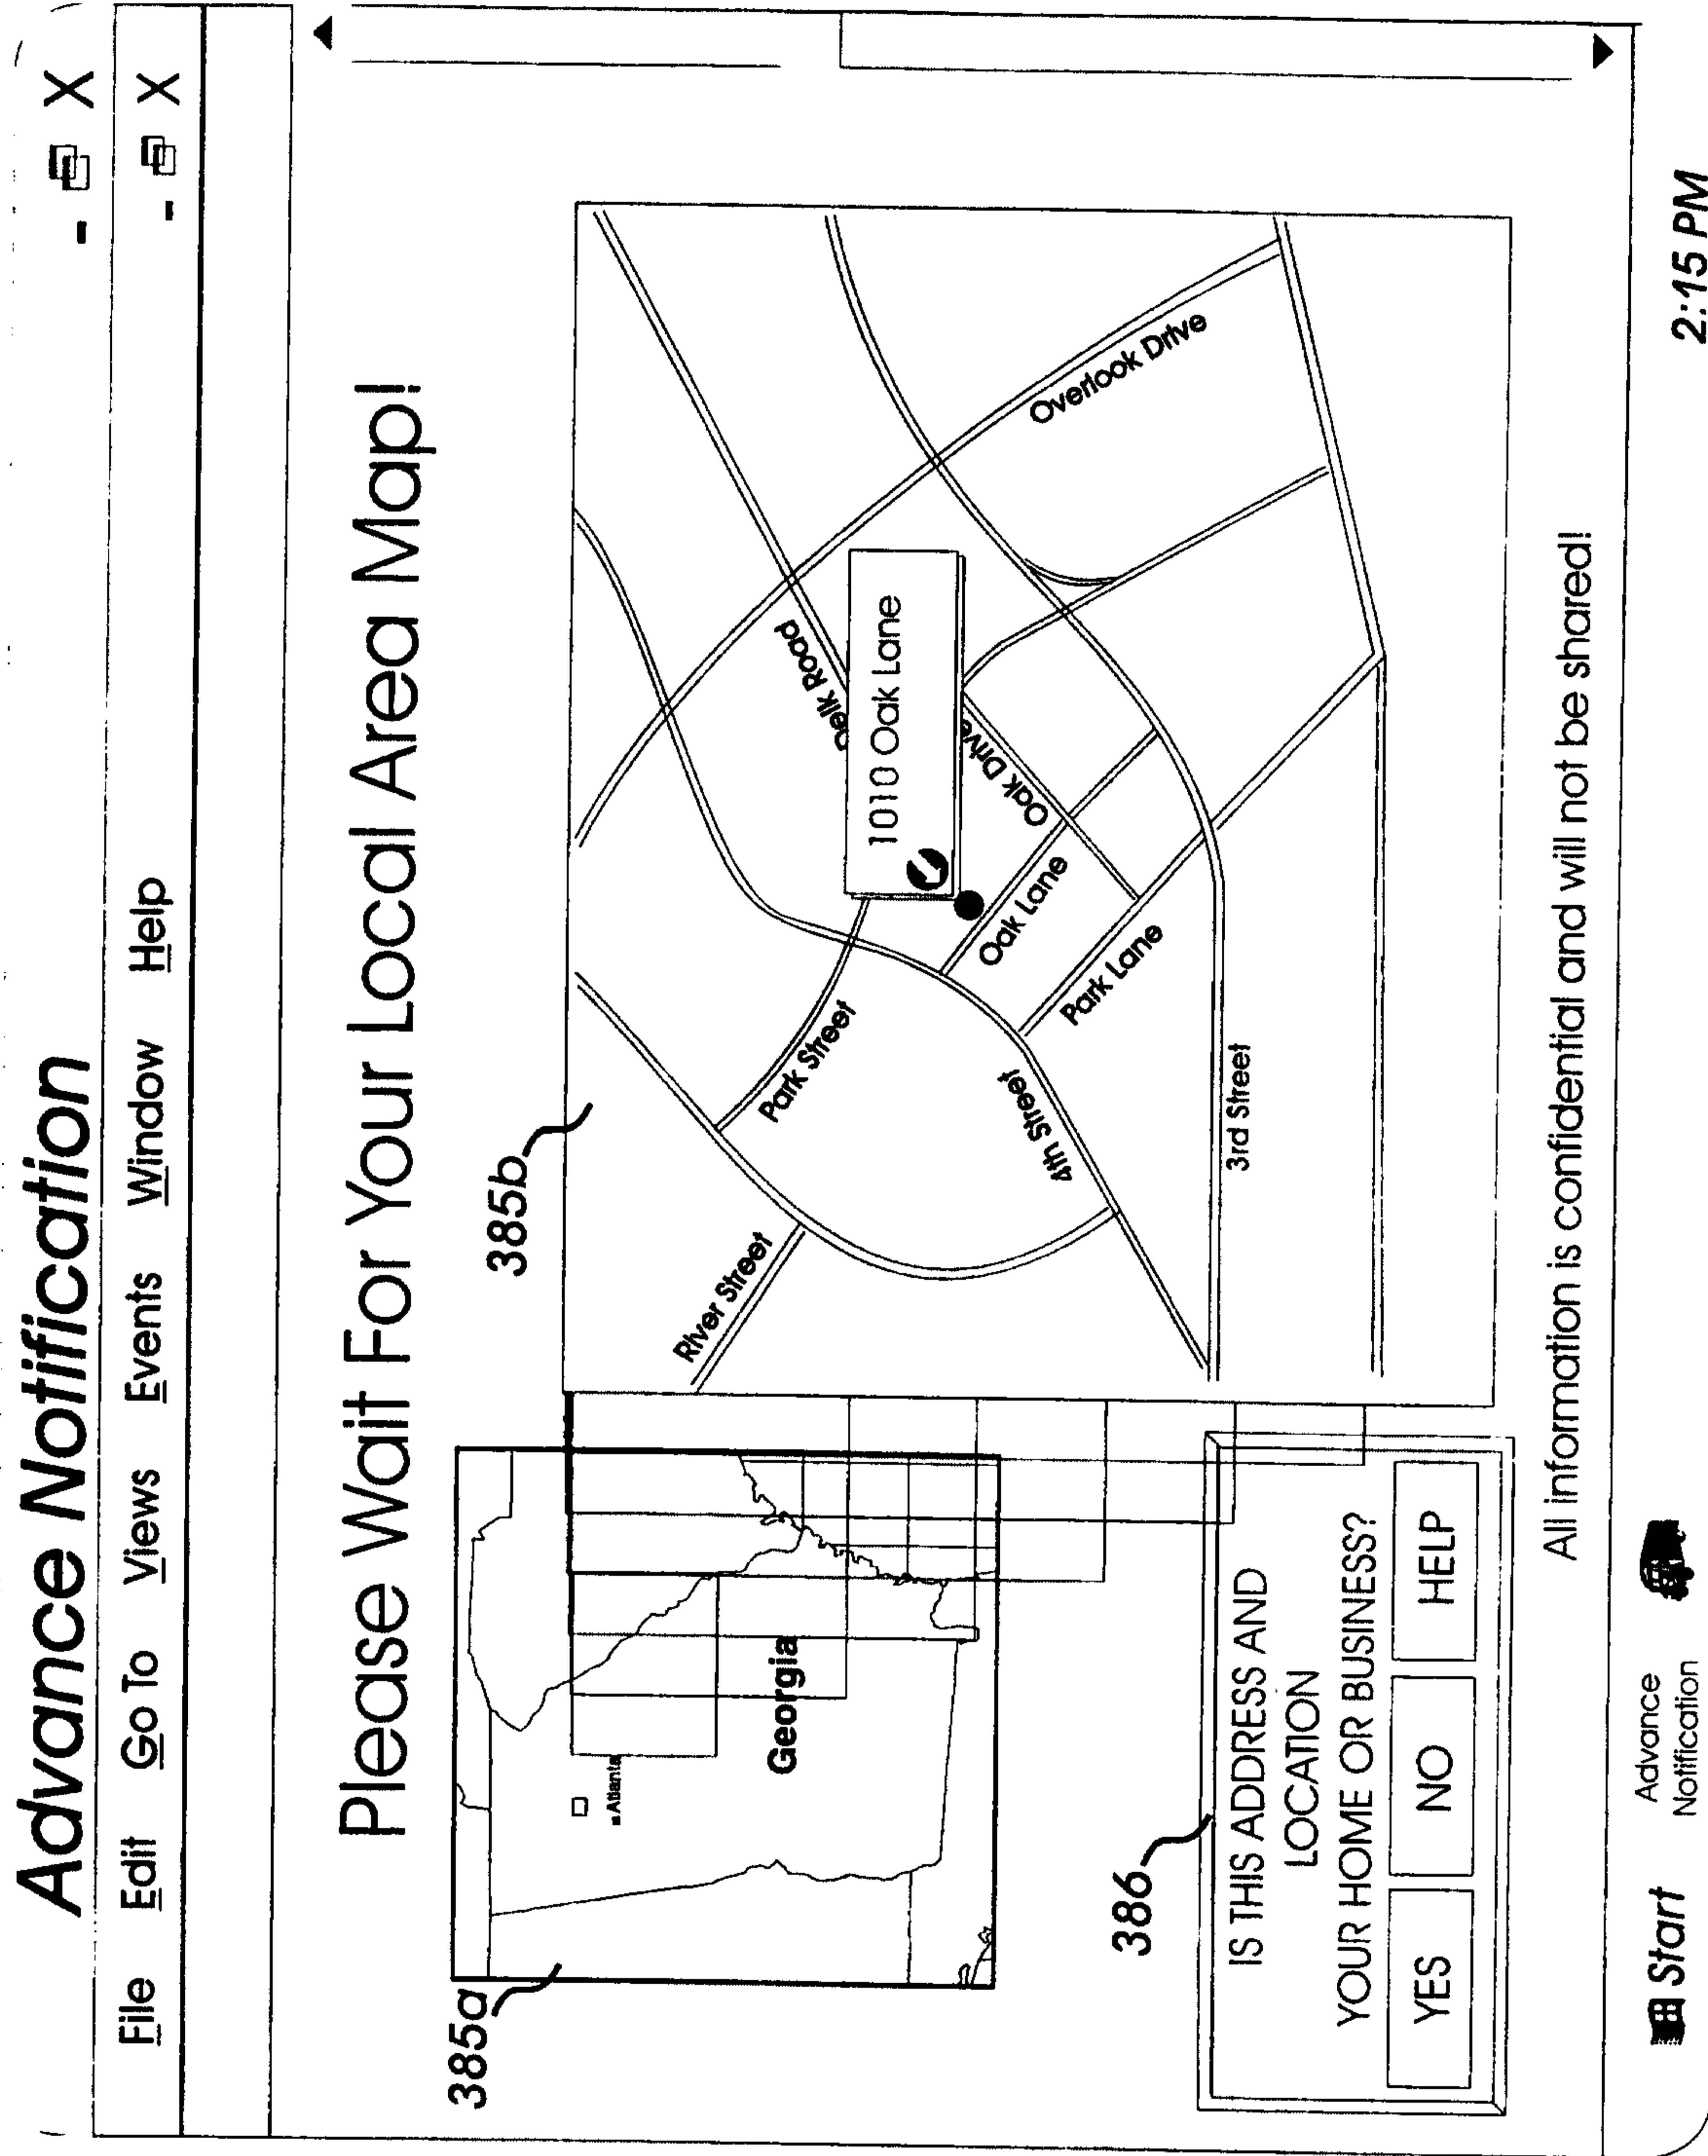 Advance Notification
- X
File Edit Go To Views Events Window Help
- X
Please Wait For Your Local Area Map!
385a
Atlanta
Georgia
385b
River Street
Park Street
4th Street
3rd Street
Park Lane
Oak Lane
Oak Drive
1010 Oak Lane
Road
Overlook Drive
386
IS THIS ADDRESS AND
LOCATION
YOUR HOME OR BUSINESS?
YES NO HELP
All information is confidential and will not be shared!
Start
Advance
Notification
2:15 PM